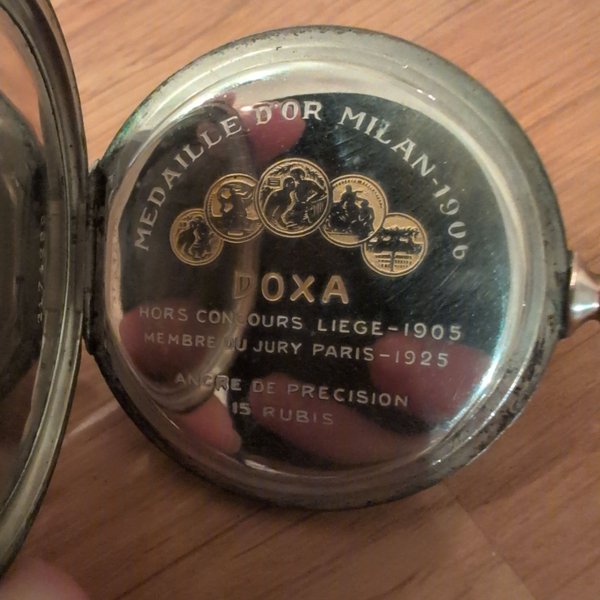 MEDAILLE D'OR MILAN-1906
DOXA
HORS CONCOURS LIEGE-1905
MEMBRE DU JURY PARIS-1925
ANCRE DE PRECISION
15 RUBIS